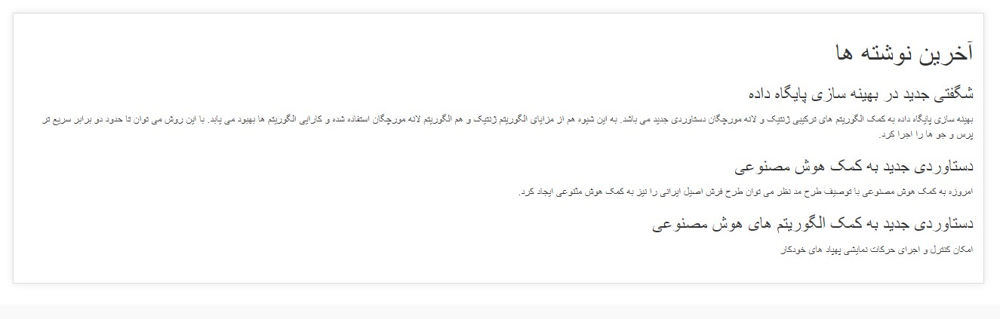 آخرین نوشته ها
شگفتی جدید در بهینه سازی پایگاه داده
بهینه سازی پایگاه داده به کمک الگوریتم های ترکیبی ژنتیک و لانه مورچگان دستاوردی جدید می باشد. به این شیوه هم از مزایای الگوریتم ژنتیک و هم الگوریتم لانه مورچگان استفاده شده و کارایی الگوریتم ها بهبود می یابد. با این روش می توان تا حدود دو برابر سریع تر
پرس و جو ها را اجرا کرد.
دستاوردی جدید به کمک هوش مصنوعی
امروزه به کمک هوش مصنوعی با توصیف طرح مد نظر می توان طرح فرش اصیل ایرانی را نیز به کمک هوش مثنوعی ایجاد کرد.
دستاوردی جدید به کمک الگوریتم های هوش مصنوعی
امکان کنترل و اجرای حرکات نمایشی پهپاد های خودکار